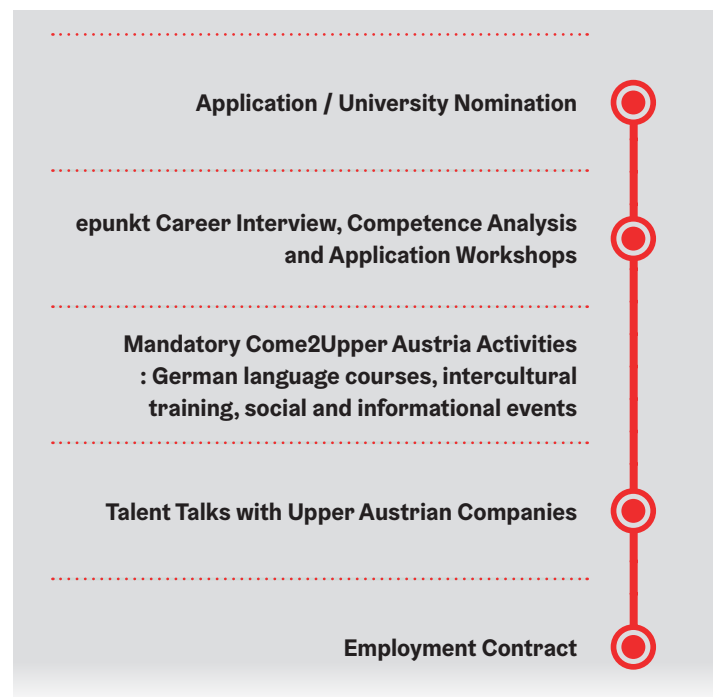 Application / University Nomination
epunkt Career Interview, Competence Analysis
and Application Workshops
Mandatory Come2Upper Austria Activities
: German language courses, intercultural
training, social and informational events
Talent Talks with Upper Austrian Companies
Employment Contract